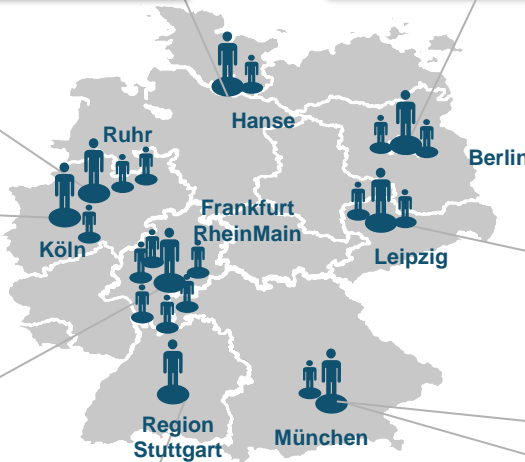 Hanse
Ruhr
Berlin
Frankfurt
RheinMain
Köln
Leipzig
Region
Stuttgart
München